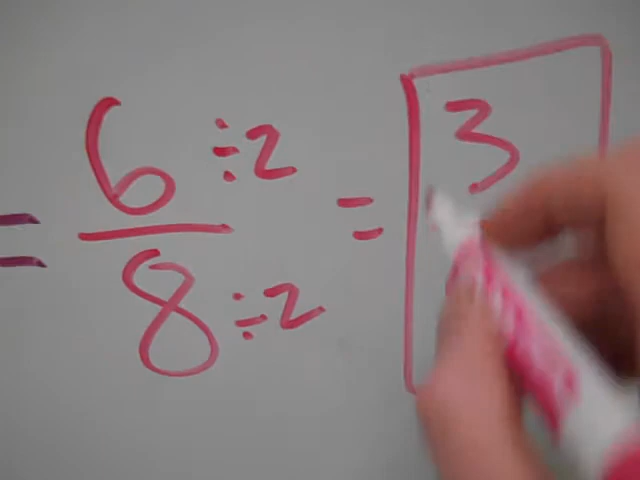 = 6 ÷2 = 3
8 ÷2